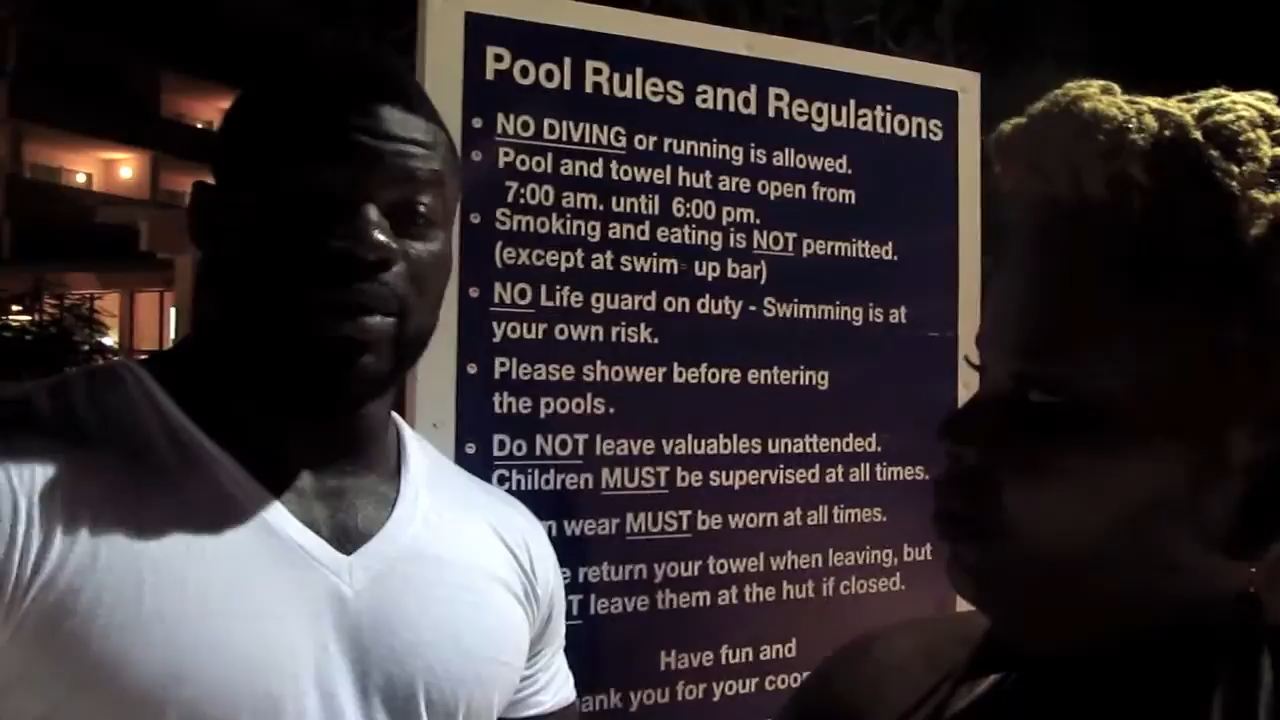 Pool Rules and Regulations
• NO DIVING or running is allowed.
• Pool and towel hut are open from
7:00 am. until 6:00 pm.
• Smoking and eating is NOT permitted.
(except at swim- up bar)
• NO Life guard on duty - Swimming is at
your own risk.
• Please shower before entering
the pools.
• Do NOT leave valuables unattended.
Children MUST be supervised at all times.
wear MUST be worn at all times.
return your towel when leaving, but
leave them at the hut if closed.
Have fun and
you for your